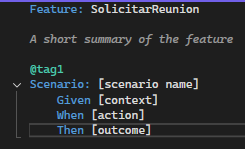 Feature: SolicitarReunion
A short summary of the feature
@tag1
Scenario: [scenario name]
Given [context]
When [action]
Then [outcome]